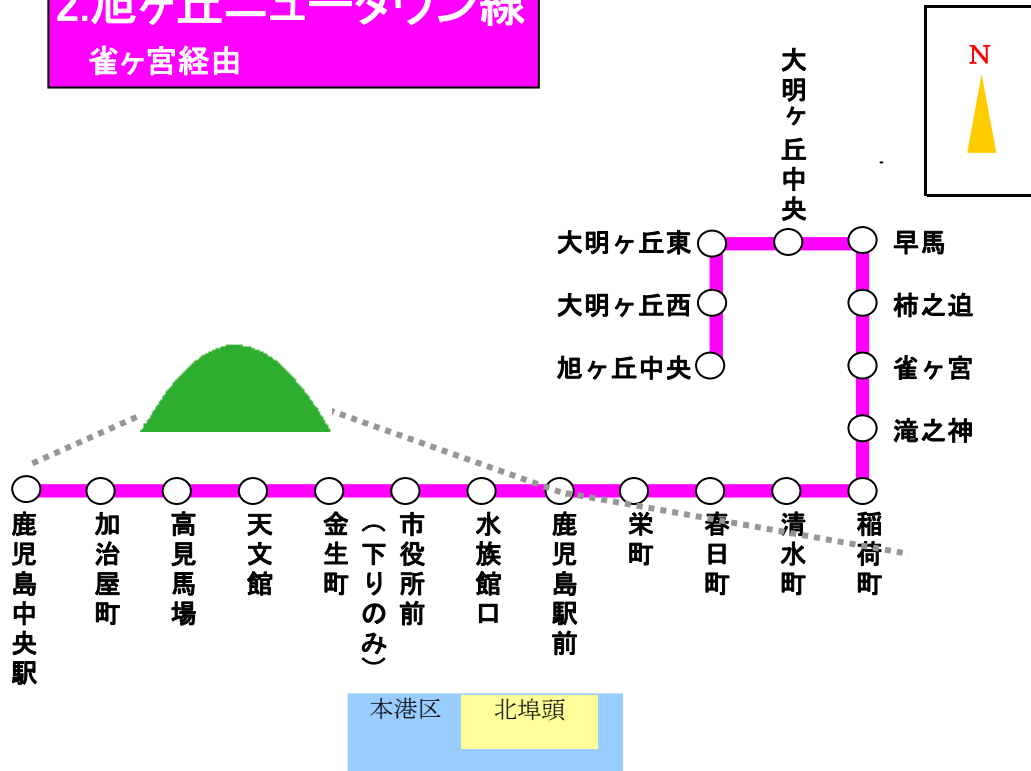 2.旭ヶ丘ニュータウン線
雀ヶ宮経由
N
大明ヶ丘中央
大明ヶ丘東
早馬
大明ヶ丘西
柿之迫
旭ヶ丘中央
雀ヶ宮
滝之神
鹿児島中央駅
加治屋町
高見馬場
天文館
金生町
市役所前
(下りのみ)
水族館口
鹿児島駅前
栄町
春日町
清水町
稲荷町
本港区
北埠頭